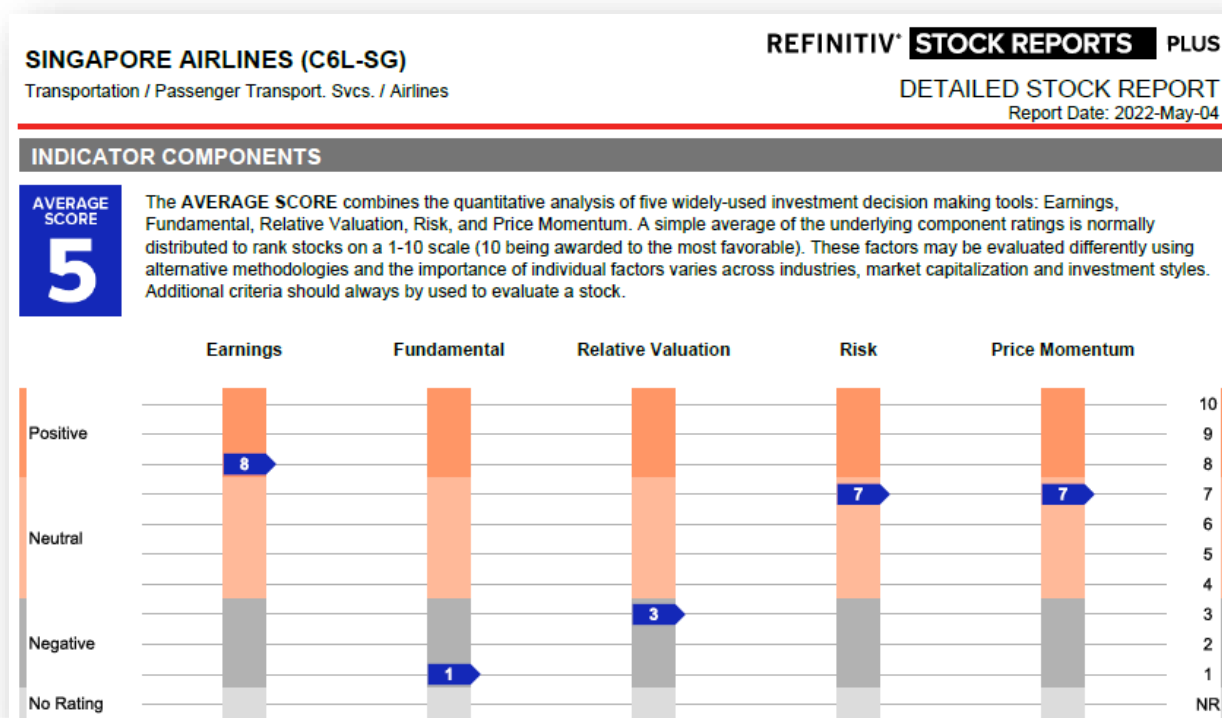 SINGAPORE AIRLINES (C6L-SG)
Transportation / Passenger Transport. Svcs. / Airlines
REFINITIV STOCK REPORTS PLUS
DETAILED STOCK REPORT
Report Date: 2022-May-04
INDICATOR COMPONENTS
AVERAGE
SCORE
5
The AVERAGE SCORE combines the quantitative analysis of five widely-used investment decision making tools: Earnings,
Fundamental, Relative Valuation, Risk, and Price Momentum. A simple average of the underlying component ratings is normally
distributed to rank stocks on a 1-10 scale (10 being awarded to the most favorable). These factors may be evaluated differently using
alternative methodologies and the importance of individual factors varies across industries, market capitalization and investment styles.
Additional criteria should always by used to evaluate a stock.
Earnings Fundamental Relative Valuation Risk Price Momentum
10
Positive 9
8 8
7 7 7
6
Neutral
5
4
3 3
Negative 2
1 1
No Rating NR